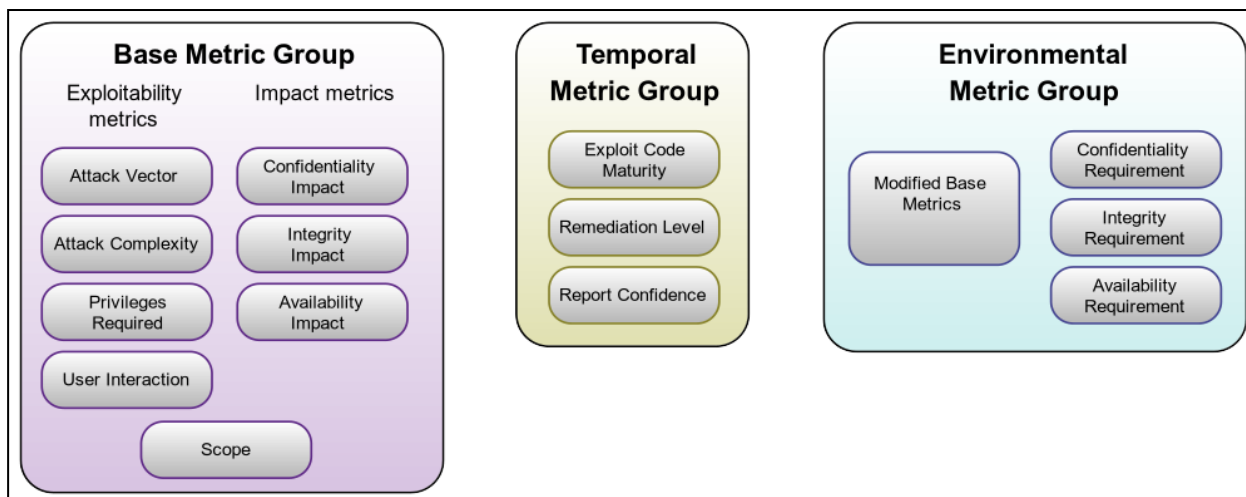 Base Metric Group
Exploitability
metrics
Impact metrics
Attack Vector
Attack Complexity
Privileges
Required
User Interaction
Confidentiality
Impact
Integrity
Impact
Availability
Impact
Scope
Temporal
Metric Group
Exploit Code
Maturity
Remediation Level
Report Confidence
Environmental
Metric Group
Modified Base
Metrics
Confidentiality
Requirement
Integrity
Requirement
Availability
Requirement